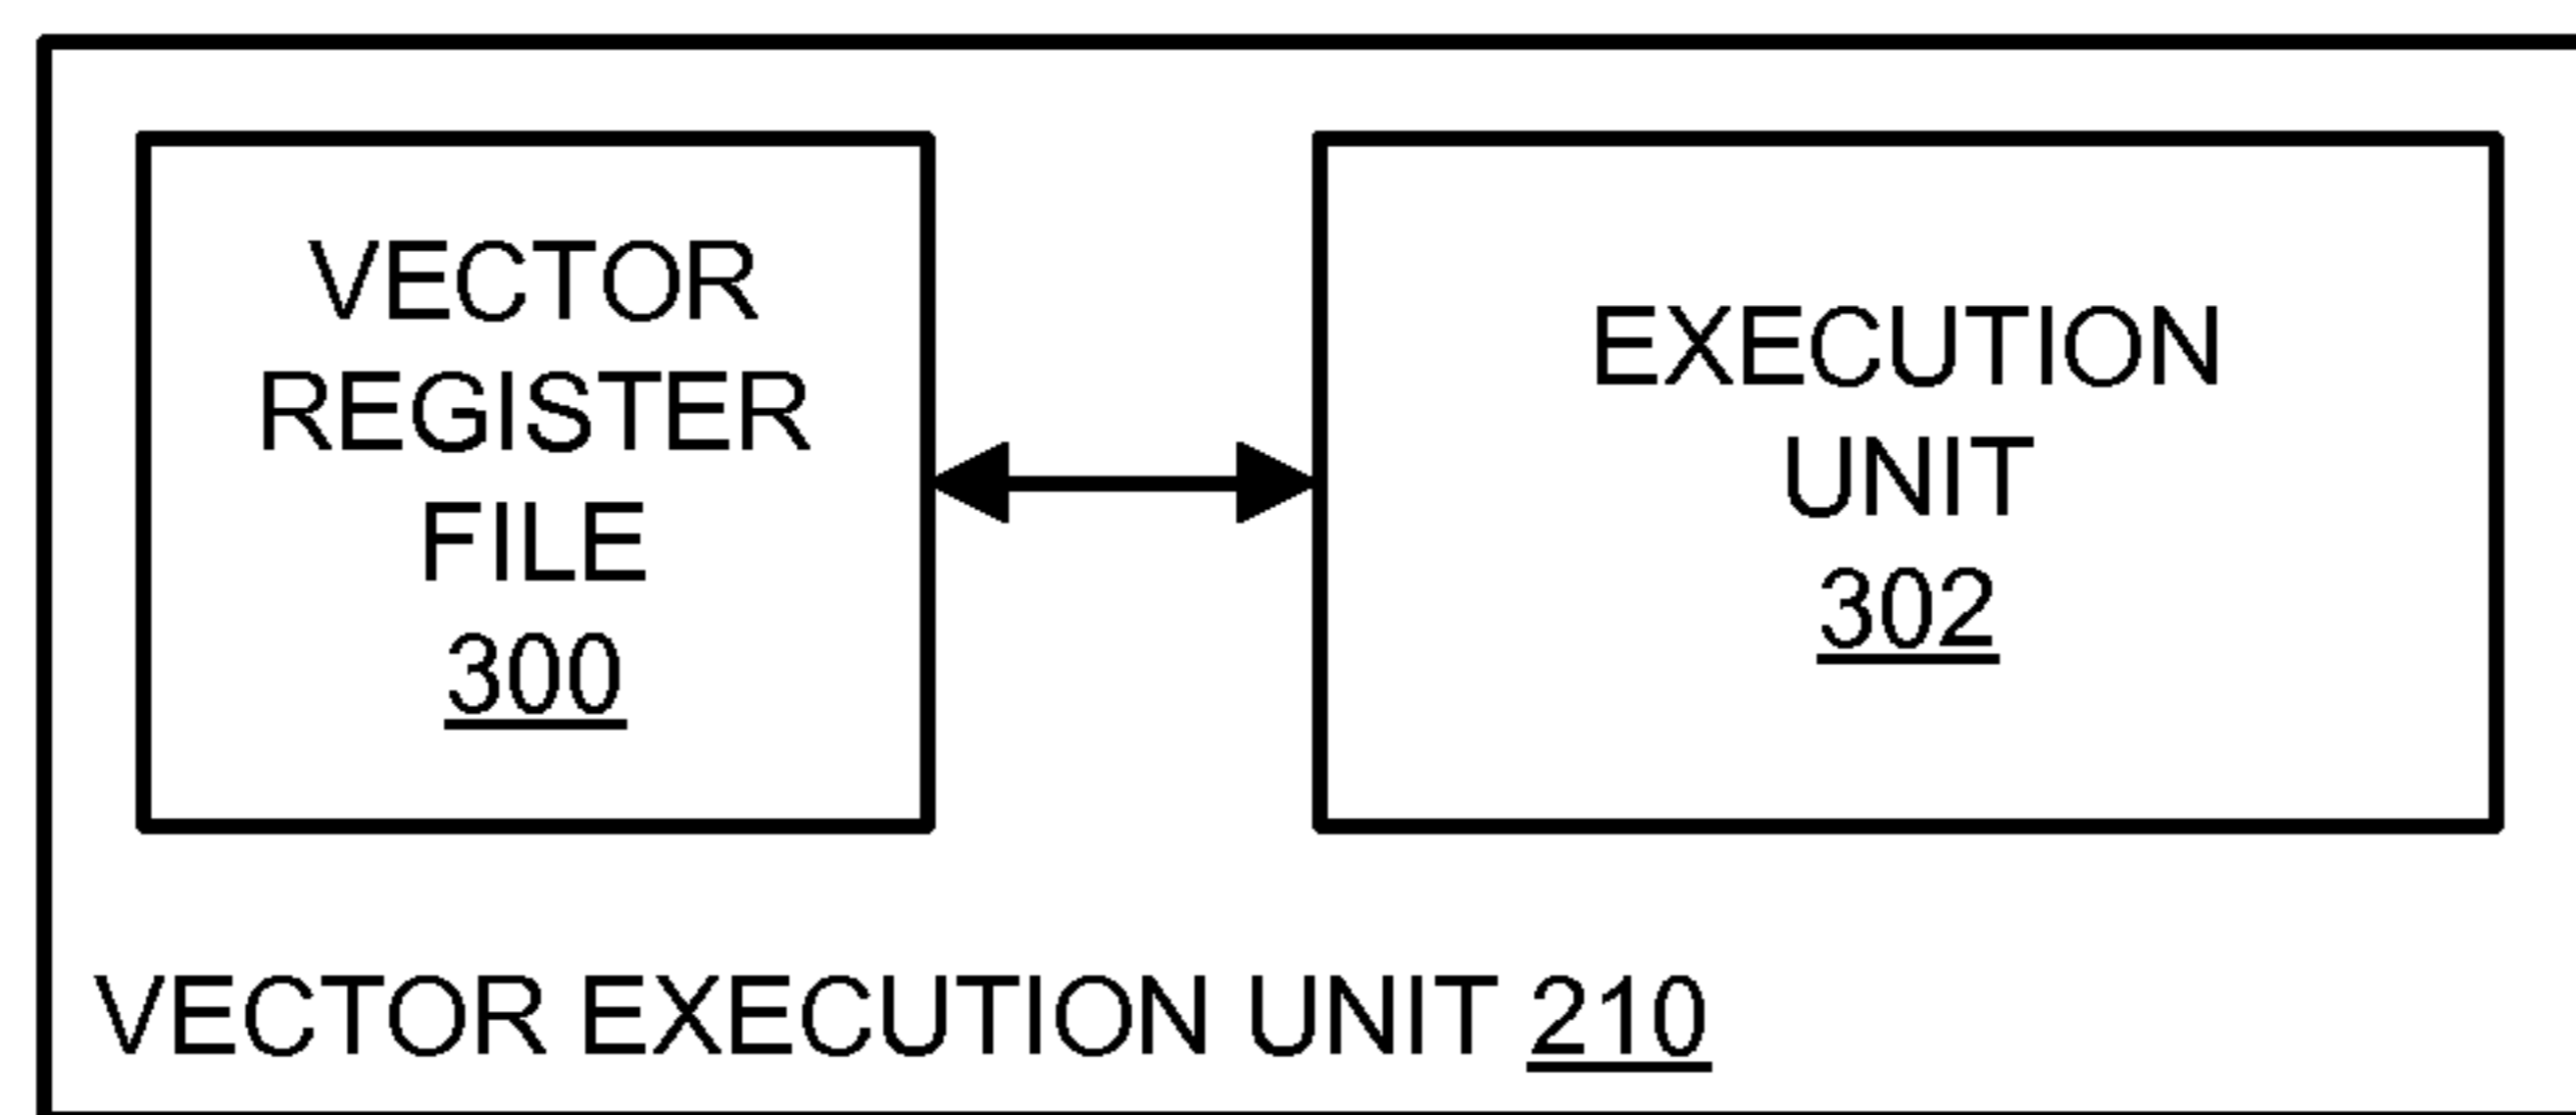 VECTOR
REGISTER
FILE
300
EXECUTION
UNIT
302
VECTOR EXECUTION UNIT 210